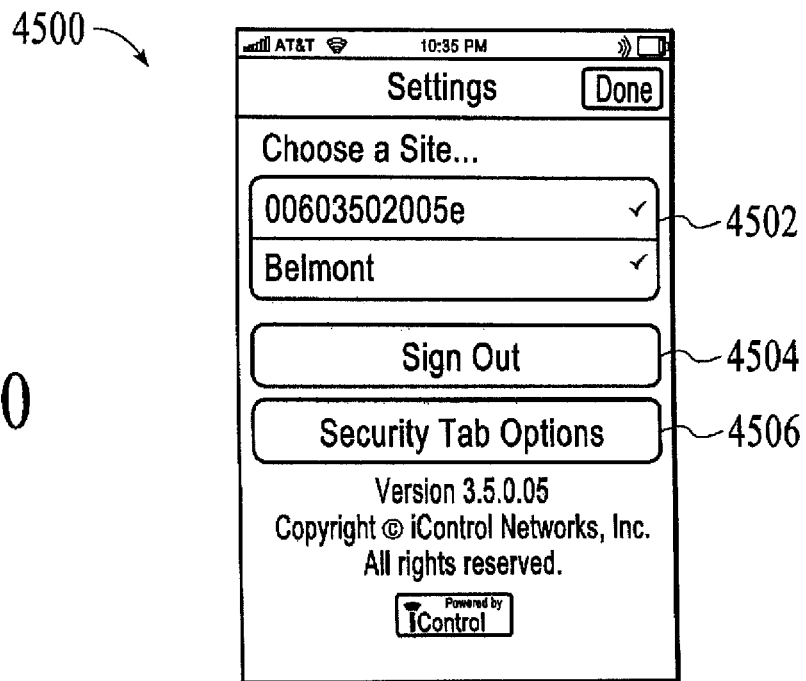 4500
AT&T 10:35 PM
Settings Done
Choose a Site...
00603502005e
4502
Belmont
Sign Out 4504
0
Security Tab Options 4506
Version 3.5.0.05
Copyright © iControl Networks, Inc.
All rights reserved.
Powered by
iControl